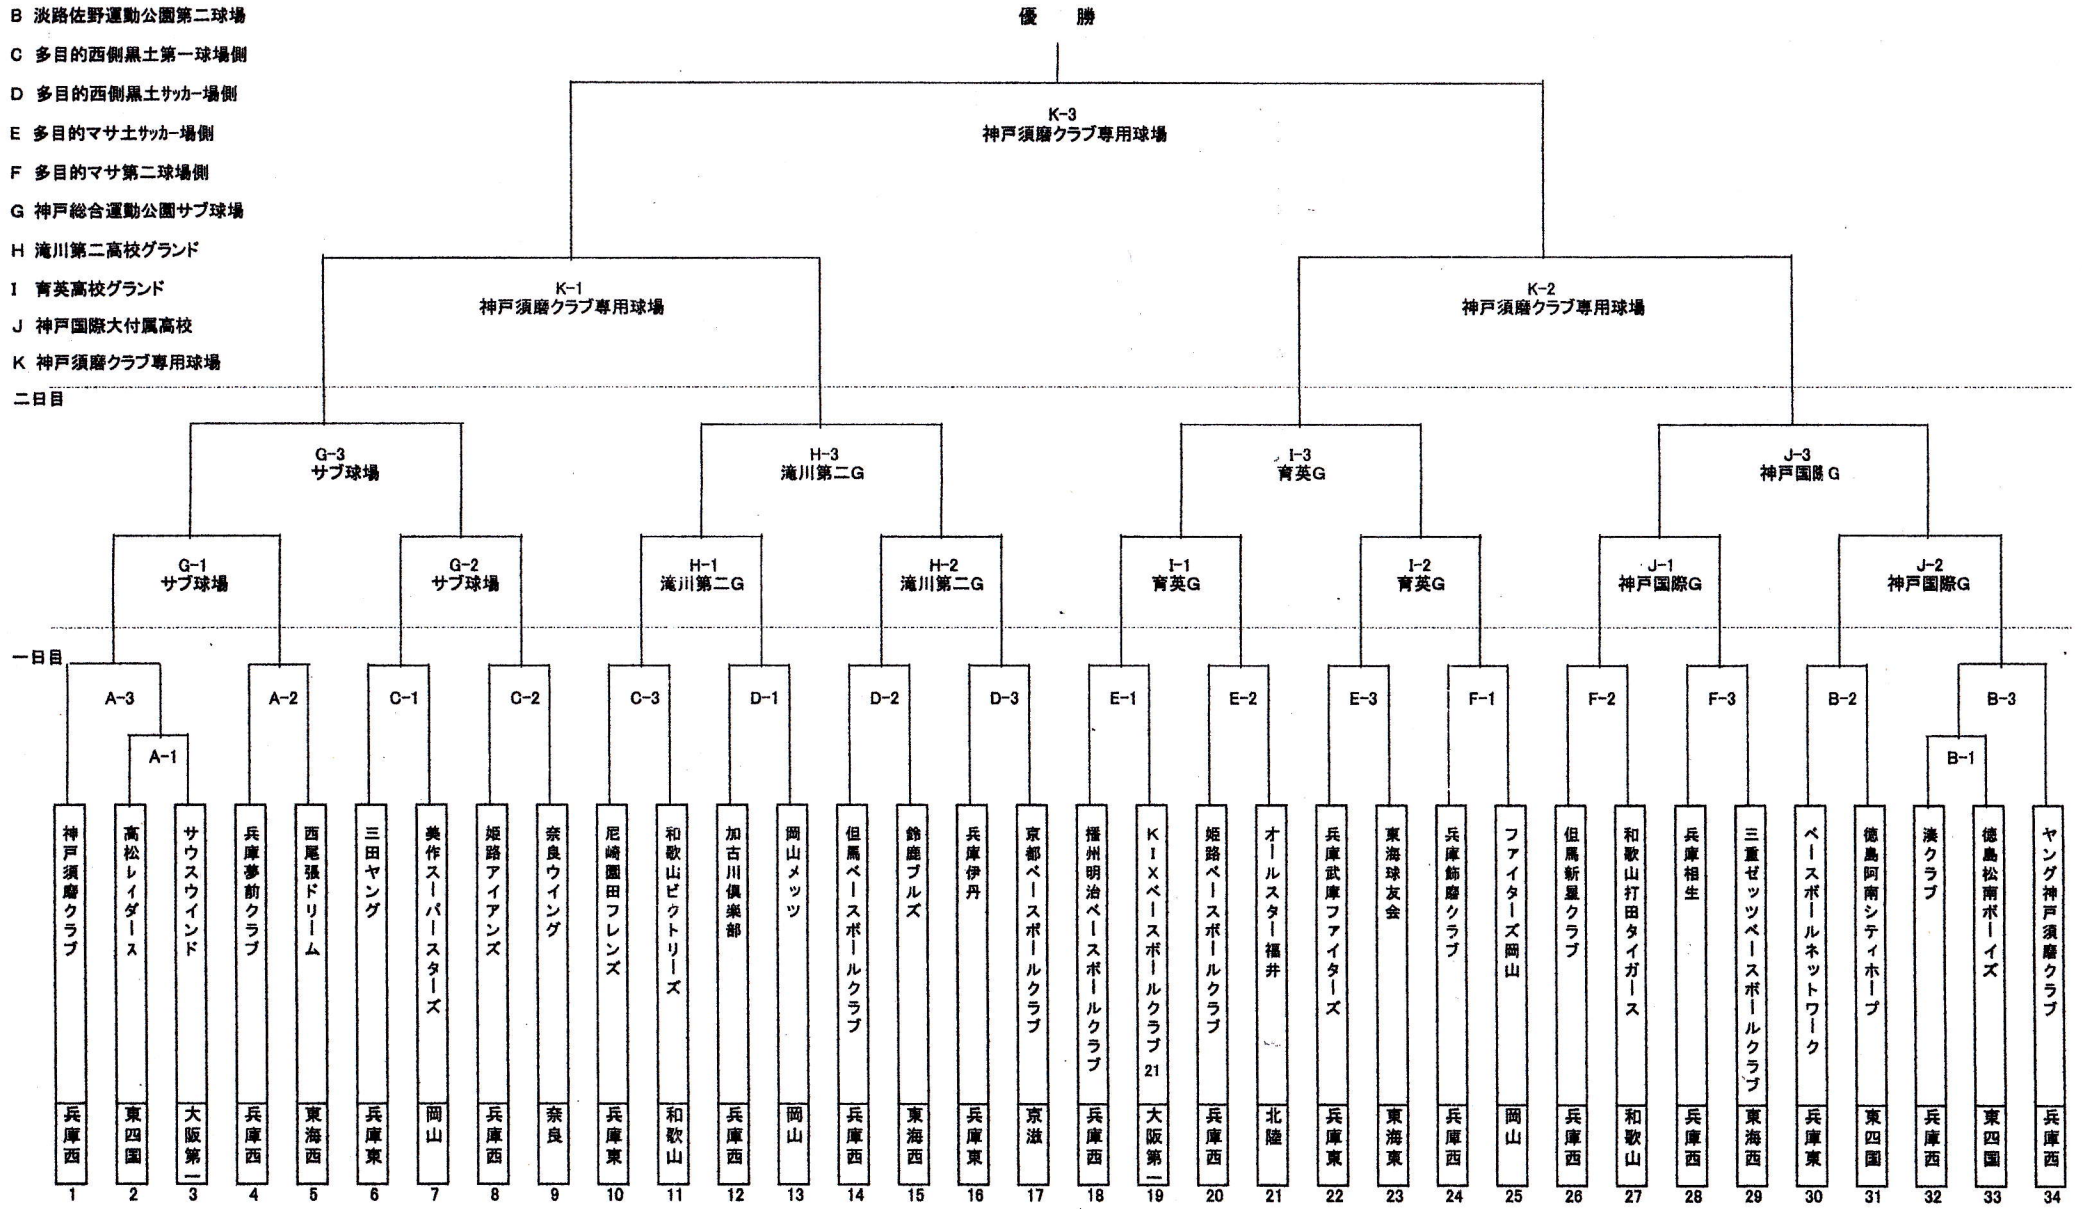 B 淡路佐野運動公園第二球場
優　勝
C 多目的西側黒土第一球場側
D 多目的西側黒土サッカー場側
E 多目的マサ土サッカー場側
F 多目的マサ第二球場側
G 神戸総合運動公園サブ球場
H 滝川第二高校グランド
I 育英高校グランド
J 神戸国際大付属高校
K 神戸須磨クラブ専用球場
K-3
神戸須磨クラブ専用球場
K-1
神戸須磨クラブ専用球場
K-2
神戸須磨クラブ専用球場
二日目
G-3
サブ球場
H-3
滝川第二G
I-3
育英G
J-3
神戸国際G
G-1
サブ球場
G-2
サブ球場
H-1
滝川第二G
H-2
滝川第二G
I-1
育英G
I-2
育英G
J-1
神戸国際G
J-2
神戸国際G
一日目
A-3
A-2
C-1
C-2
C-3
D-1
D-2
D-3
E-1
E-2
E-3
F-1
F-2
F-3
B-2
B-3
A-1
B-1
神戸須磨クラブ
兵庫西
1
高松レイダース
東四国
2
サウスウインド
大阪第一
3
兵庫夢前クラブ
兵庫西
4
西尾張ドリーム
東海西
5
三田ヤング
兵庫東
6
美作スーパースターズ
岡山
7
姫路アイアンズ
兵庫西
8
奈良ウイング
奈良
9
尼崎園田フレンズ
兵庫東
10
和歌山ビクトリーズ
和歌山
11
加古川倶楽部
兵庫西
12
岡山メッツ
岡山
13
但馬ベースボールクラブ
兵庫西
14
鈴鹿ブルズ
東海西
15
兵庫伊丹
兵庫東
16
京都ベースボールクラブ
京滋
17
播州明治ベースボールクラブ
兵庫西
18
KIXベースボールクラブ21
大阪第一
19
姫路ベースボールクラブ
兵庫西
20
オールスター福井
北陸
21
兵庫武庫ファイターズ
兵庫東
22
東海球友会
東海東
23
兵庫飾磨クラブ
兵庫西
24
ファイターズ岡山
岡山
25
但馬新星クラブ
兵庫西
26
和歌山打田タイガース
和歌山
27
兵庫相生
兵庫西
28
三重ゼッツベースボールクラブ
東海西
29
ベースボールネットワーク
兵庫東
30
徳島阿南シティホープ
東四国
31
湊クラブ
兵庫西
32
徳島松南ボーイズ
東四国
33
ヤング神戸須磨クラブ
兵庫西
34